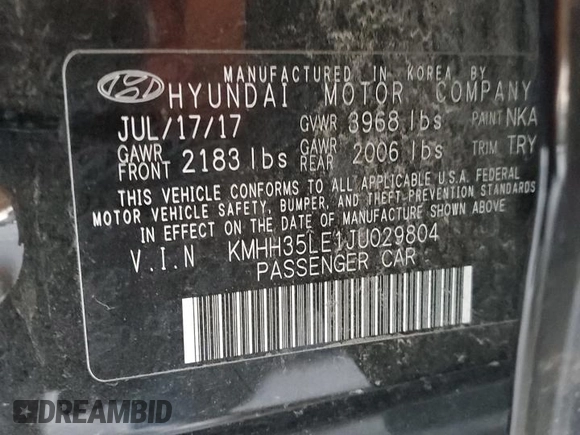 MANUFACTURED IN KOREA BY
HYUNDAI MOTOR COMPANY
JUL/17/17 GVWR 3968 lbs PAINT NKA
GAWR FRONT 2183 lbs GAWR REAR 2006 lbs TRIM TRY
THIS VEHICLE CONFORMS TO ALL APPLICABLE U.S.A. FEDERAL
MOTOR VEHICLE SAFETY, BUMPER, AND THEFT-PREVENTION STANDARDS
IN EFFECT ON THE DATE OF MANUFACTURE SHOWN ABOVE
V.I.N KMHH35LE1JU029804
PASSENGER CAR
DREAMBID